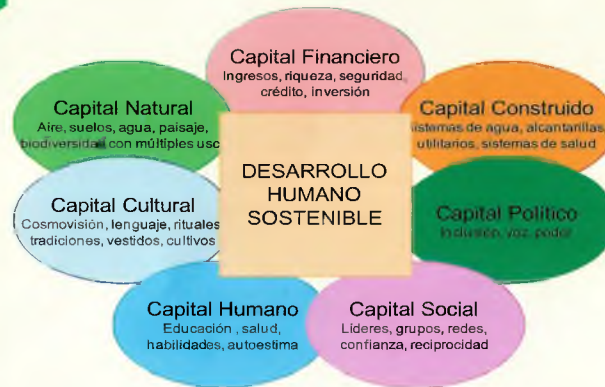 Capital Financiero
Ingresos, riqueza, seguridad,
crédito, inversión
Capital Natural
Aire, suelos, agua, paisaje,
biodiversidad con múltiples usc
Capital Construido
sistemas de agua, alcantarillas
utilitarios, sistemas de salud
DESARROLLO
HUMANO
SOSTENIBLE
Capital Cultural
Cosmovisión, lenguaje, rituales
tradiciones, vestidos, cultivos
Capital Político
Inclusión, voz, poder
Capital Humano
Educación , salud,
habilidades, autoestima
Capital Social
Líderes, grupos, redes,
confianza, reciprocidad